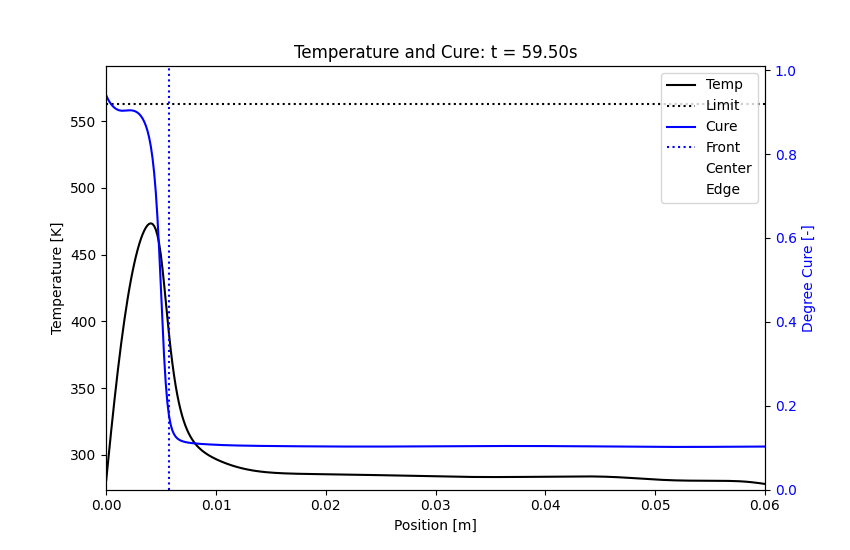 Temperature and Cure: t = 59.50s
Temp
Limit
Cure
Front
Center
Edge
Temperature [K]
550
500
450
400
350
300
1.0
0.8
0.6
0.4
0.2
0.0
Degree Cure [-]
0.00 0.01 0.02 0.03 0.04 0.05 0.06
Position [m]